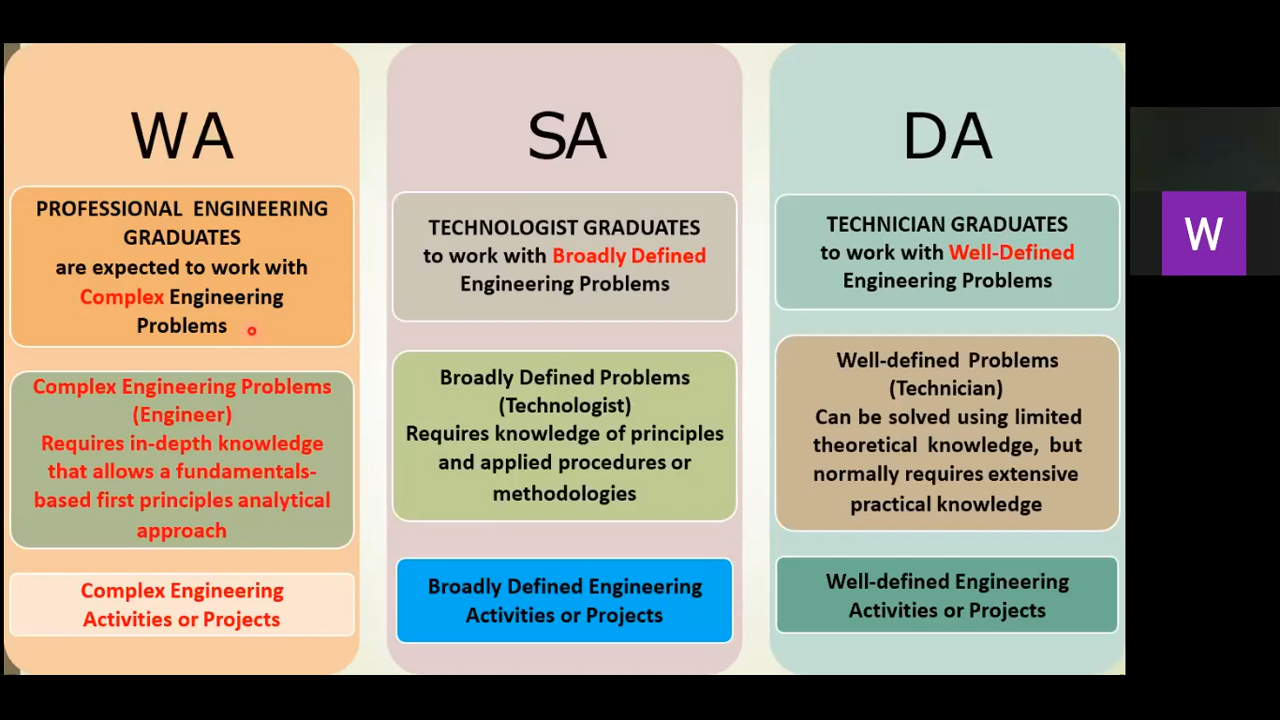 WA
PROFESSIONAL ENGINEERING
GRADUATES
are expected to work with
Complex Engineering
Problems
Complex Engineering Problems
(Engineer)
Requires in-depth knowledge
that allows a fundamentals-
based first principles analytical
approach
Complex Engineering
Activities or Projects
SA
TECHNOLOGIST GRADUATES
to work with Broadly Defined
Engineering Problems
Broadly Defined Problems
(Technologist)
Requires knowledge of principles
and applied procedures or
methodologies
Broadly Defined Engineering
Activities or Projects
DA
TECHNICIAN GRADUATES
to work with Well-Defined
Engineering Problems
Well-defined Problems
(Technician)
Can be solved using limited
theoretical knowledge, but
normally requires extensive
practical knowledge
Well-defined Engineering
Activities or Projects
W